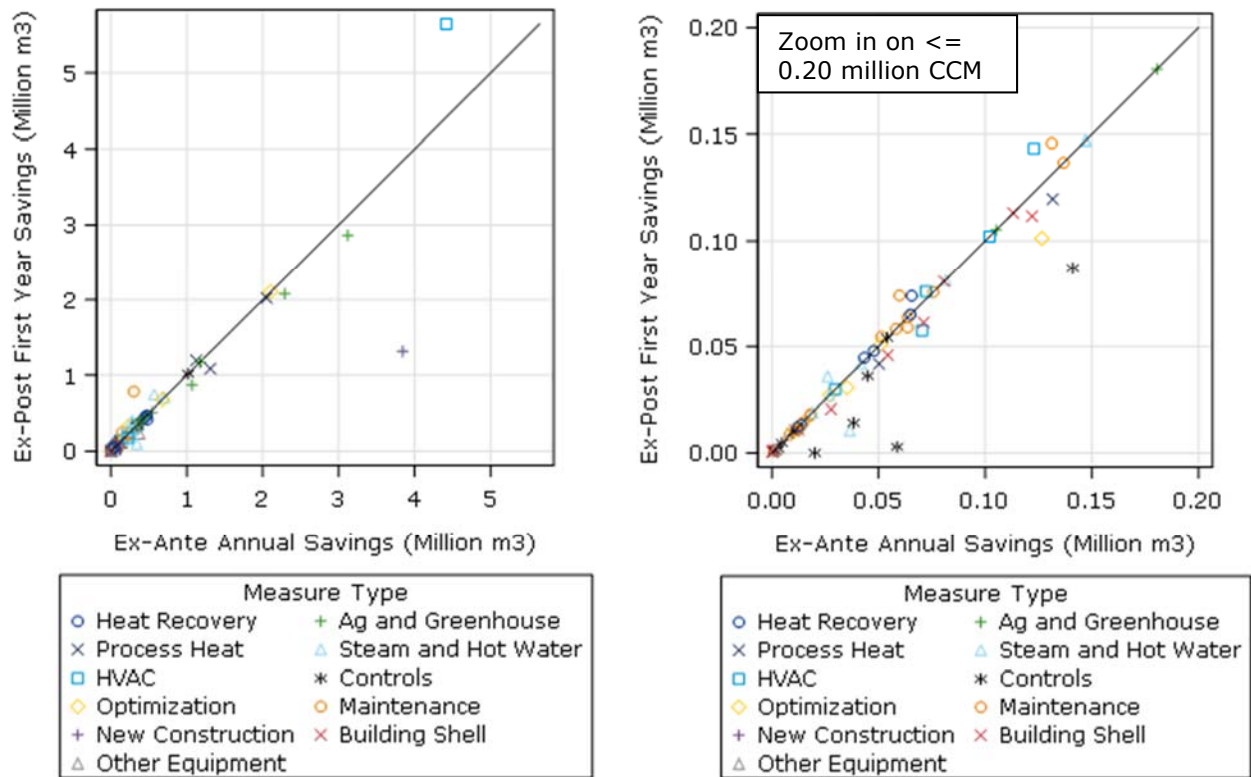 Ex-Post First Year Savings (Million m3)
5
4
3
2
1
0
0 1 2 3 4 5
Ex-Ante Annual Savings (Million m3)
Measure Type
Heat Recovery Ag and Greenhouse
Process Heat Steam and Hot Water
HVAC Controls
Optimization Maintenance
New Construction Building Shell
Other Equipment
Ex-Post First Year Savings (Million m3)
Zoom in on <=
0.20 million CCM
0.20
0.15
0.10
0.05
0.00
0.00 0.05 0.10 0.15 0.20
Ex-Ante Annual Savings (Million m3)
Measure Type
Heat Recovery Ag and Greenhouse
Process Heat Steam and Hot Water
HVAC Controls
Optimization Maintenance
New Construction Building Shell
Other Equipment